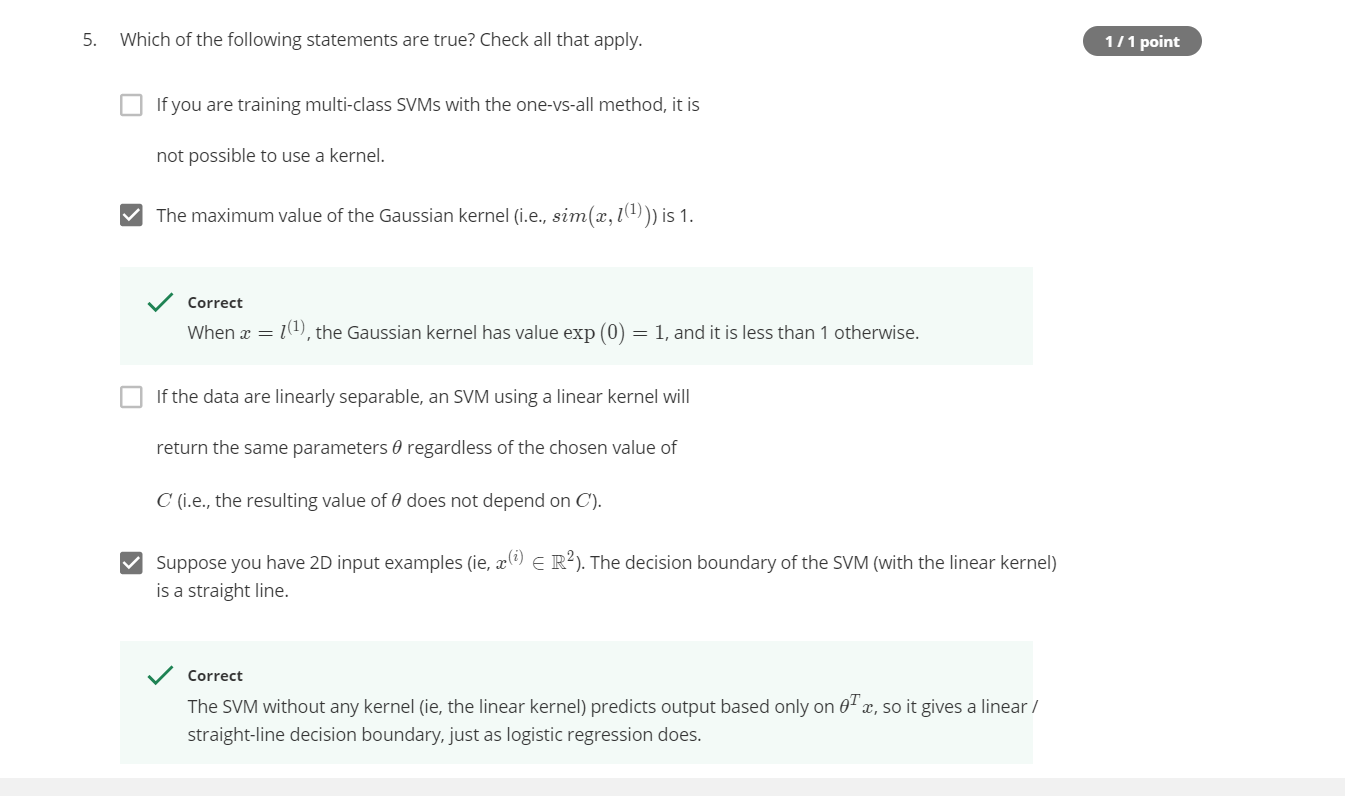 5. Which of the following statements are true? Check all that apply.
1 / 1 point
If you are training multi-class SVMs with the one-vs-all method, it is
not possible to use a kernel.
The maximum value of the Gaussian kernel (i.e., sim(x, l⁽¹⁾)) is 1.
Correct
When x = l⁽¹⁾, the Gaussian kernel has value exp (0) = 1, and it is less than 1 otherwise.
If the data are linearly separable, an SVM using a linear kernel will
return the same parameters θ regardless of the chosen value of
C (i.e., the resulting value of θ does not depend on C).
Suppose you have 2D input examples (ie, x⁽ⁱ⁾ ∈ ℝ²). The decision boundary of the SVM (with the linear kernel)
is a straight line.
Correct
The SVM without any kernel (ie, the linear kernel) predicts output based only on θᵀx, so it gives a linear /
straight-line decision boundary, just as logistic regression does.